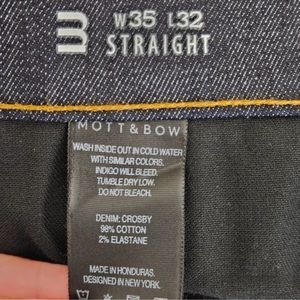 W35 L32
STRAIGHT
MOTT & BOW
WASH INSIDE OUT IN COLD WATER
WITH SIMILAR COLORS.
INDIGO WILL BLEED.
TUMBLE DRY LOW.
DO NOT BLEACH.
DENIM: CROSBY
98% COTTON
2% ELASTANE
MADE IN HONDURAS.
DESIGNED IN NEW YORK.